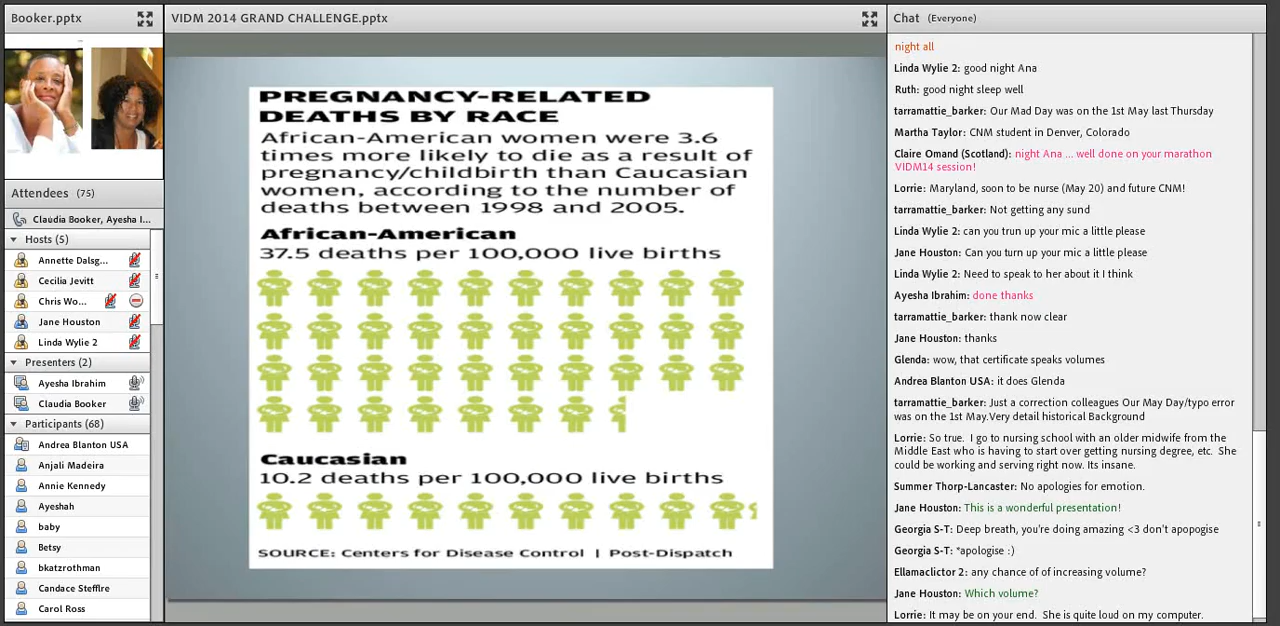 Booker.pptx
Attendees (75)
Claudia Booker, Ayesha I...
Hosts (5)
Annette Dalsg...
Cecilia Jevitt
Chris Wo...
Jane Houston
Linda Wylie 2
Presenters (2)
Ayesha Ibrahim
Claudia Booker
Participants (68)
Andrea Blanton USA
Anjali Madeira
Annie Kennedy
Ayeshah
baby
Betsy
bkatzrothman
Candace Steffire
Carol Ross
VIDM 2014 GRAND CHALLENGE.pptx
PREGNANCY-RELATED
DEATHS BY RACE
African-American women were 3.6
times more likely to die as a result of
pregnancy/childbirth than Caucasian
women, according to the number of
deaths between 1998 and 2005.
African-American
37.5 deaths per 100,000 live births
Caucasian
10.2 deaths per 100,000 live births
SOURCE: Centers for Disease Control | Post-Dispatch
Chat (Everyone)
night all
Linda Wylie 2: good night Ana
Ruth: good night sleep well
tarramattie_barker: Our Mad Day was on the 1st May last Thursday
Martha Taylor: CNM student in Denver, Colorado
Claire Omand (Scotland): night Ana ... well done on your marathon
VIDM14 session!
Lorrie: Maryland, soon to be nurse (May 20) and future CNM!
tarramattie_barker: Not getting any sund
Linda Wylie 2: can you trun up your mic a little please
Jane Houston: Can you turn up your mic a little please
Linda Wylie 2: Need to speak to her about it I think
Ayesha Ibrahim: done thanks
tarramattie_barker: thank now clear
Jane Houston: thanks
Glenda: wow, that certificate speaks volumes
Andrea Blanton USA: it does Glenda
tarramattie_barker: Just a correction colleagues Our May Day/typo error
was on the 1st May.Very detail historical Background
Lorrie: So true. I go to nursing school with an older midwife from the
Middle East who is having to start over getting nursing degree, etc. She
could be working and serving right now. Its insane.
Summer Thorp-Lancaster: No apologies for emotion.
Jane Houston: This is a wonderful presentation!
Georgia S-T: Deep breath, you're doing amazing <3 don't apopogise
Georgia S-T: *apologise :)
Ellamaclictor 2: any chance of of increasing volume?
Jane Houston: Which volume?
Lorrie: It may be on your end. She is quite loud on my computer.